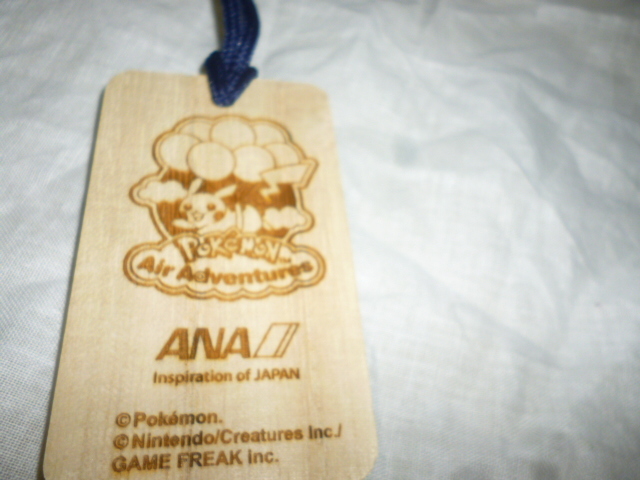 POKÉMON
Air Adventures
ANA
Inspiration of JAPAN
©Pokémon.
©Nintendo/Creatures Inc./
GAME FREAK inc.